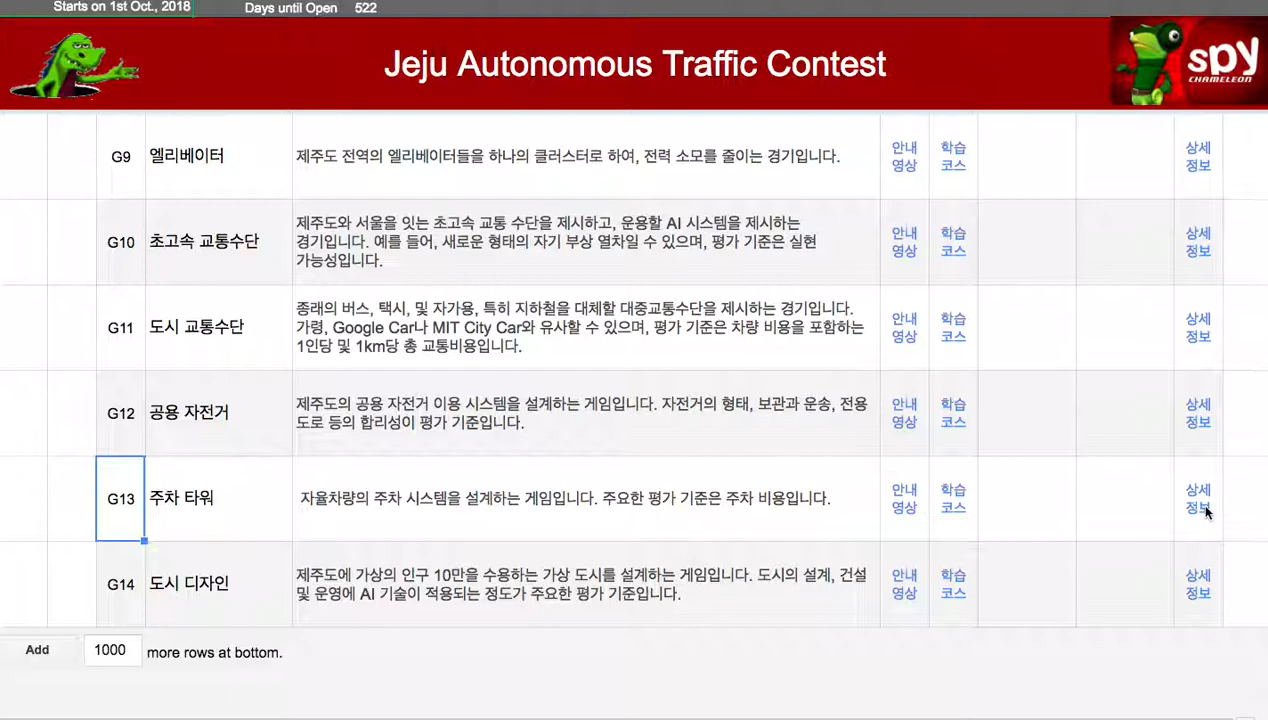 Starts on 1st Oct., 2018 Days until Open 522
Jeju Autonomous Traffic Contest
spy
CHAMELEON
G9 엘리베이터 제주도 전역의 엘리베이터들을 하나의 클러스터로 하여, 전력 소모를 줄이는 경기입니다. 안내 영상 학습 코스 상세 정보
G10 초고속 교통수단
제주도와 서울을 잇는 초고속 교통 수단을 제시하고, 운용할 AI 시스템을 제시하는
경기입니다. 예를 들어, 새로운 형태의 자기 부상 열차일 수 있으며, 평가 기준은 실현
가능성입니다.
안내 영상 학습 코스 상세 정보
G11 도시 교통수단
종래의 버스, 택시, 및 자가용, 특히 지하철을 대체할 대중교통수단을 제시하는 경기입니다.
가령, Google Car나 MIT City Car와 유사할 수 있으며, 평가 기준은 차량 비용을 포함하는
1인당 및 1km당 총 교통비용입니다.
안내 영상 학습 코스 상세 정보
G12 공용 자전거
제주도의 공용 자전거 이용 시스템을 설계하는 게임입니다. 자전거의 형태, 보관과 운송, 전용
도로 등의 합리성이 평가 기준입니다.
안내 영상 학습 코스 상세 정보
G13 주차 타워 자율차량의 주차 시스템을 설계하는 게임입니다. 주요한 평가 기준은 주차 비용입니다. 안내 영상 학습 코스 상세 정보
G14 도시 디자인
제주도에 가상의 인구 10만을 수용하는 가상 도시를 설계하는 게임입니다. 도시의 설계, 건설
및 운영에 AI 기술이 적용되는 정도가 주요한 평가 기준입니다.
안내 영상 학습 코스 상세 정보
Add 1000 more rows at bottom.